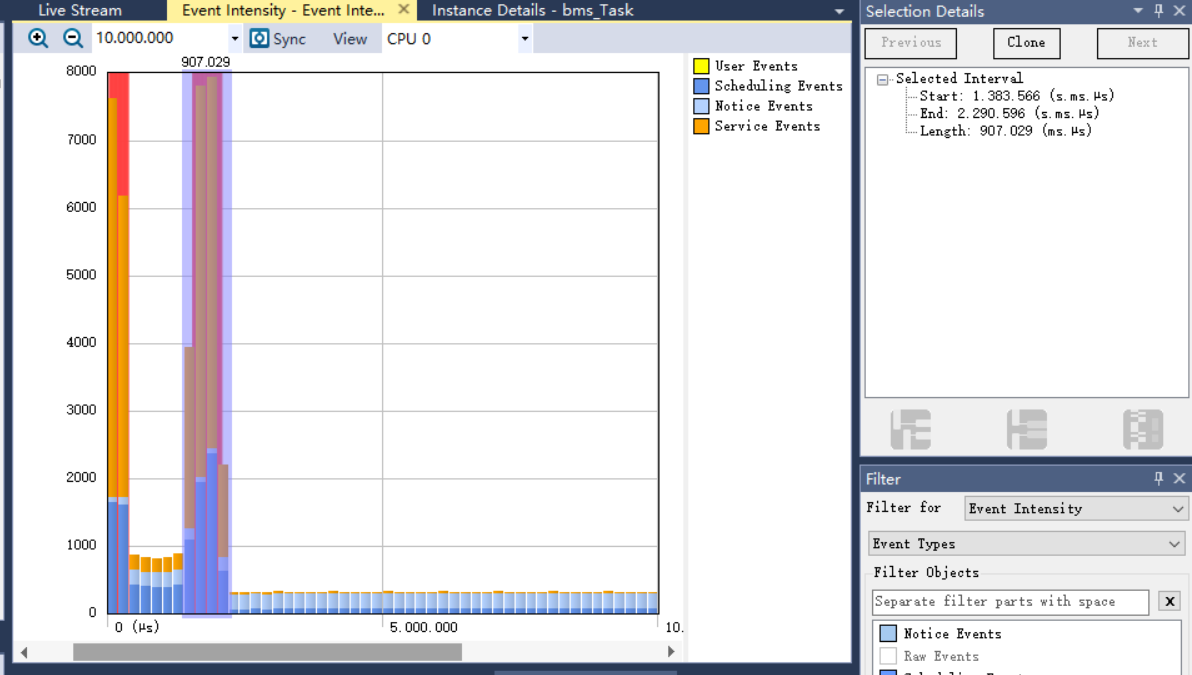 Live Stream
Event Intensity - Event Inte...
Instance Details - bms_Task
10.000.000
Sync
View
CPU 0
907.029
8000
7000
6000
5000
4000
3000
2000
1000
0
0 (µs)
5.000.000
10.
User Events
Scheduling Events
Notice Events
Service Events
Selection Details
Previous
Clone
Next
Selected Interval
Start: 1.383.566 (s.ms.µs)
End: 2.290.596 (s.ms.µs)
Length: 907.029 (ms.µs)
Filter
Filter for
Event Intensity
Event Types
Filter Objects
Separate filter parts with space
X
Notice Events
Raw Events